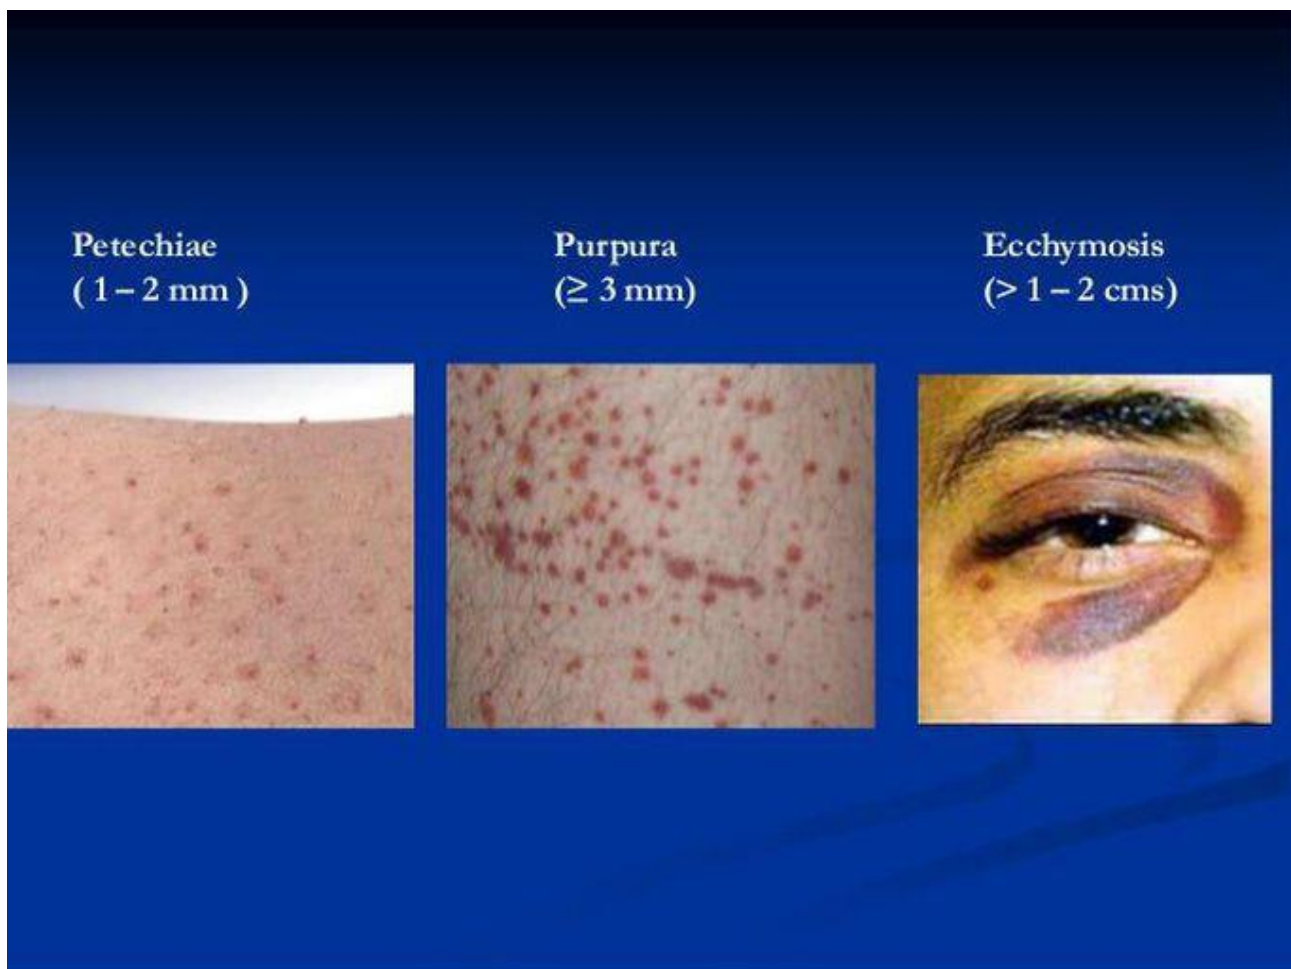 Petechiae
( 1 – 2 mm )
Purpura
(≥ 3 mm)
Ecchymosis
(> 1 – 2 cms)